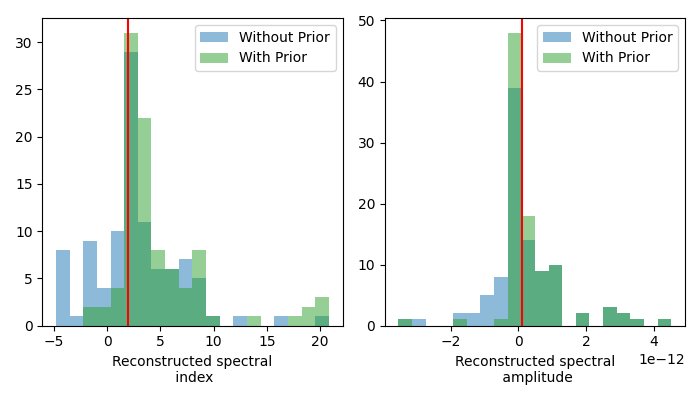 Without Prior
With Prior
30
25
20
15
10
5
0
−5
0
5
10
15
20
Reconstructed spectral
index
Without Prior
With Prior
50
40
30
20
10
0
−2
0
2
4
1e−12
Reconstructed spectral
amplitude